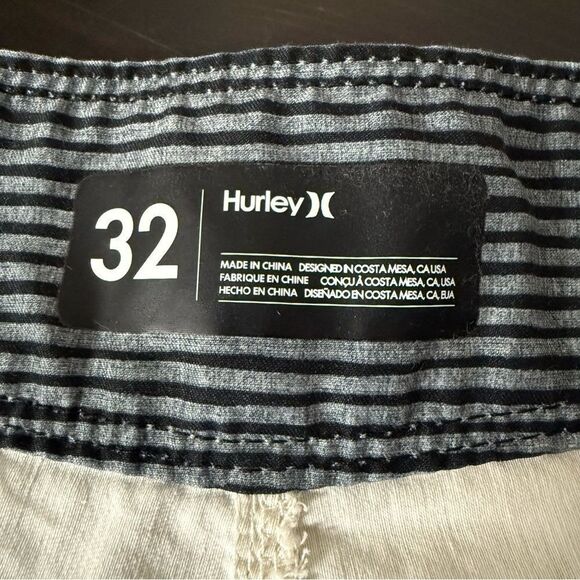 32
Hurley
MADE IN CHINA DESIGNED IN COSTA MESA, CA USA
FABRIQUE EN CHINE CONÇU À COSTA MESA, CA, USA
HECHO EN CHINA DISEÑADO EN COSTA MESA, CA, EUA